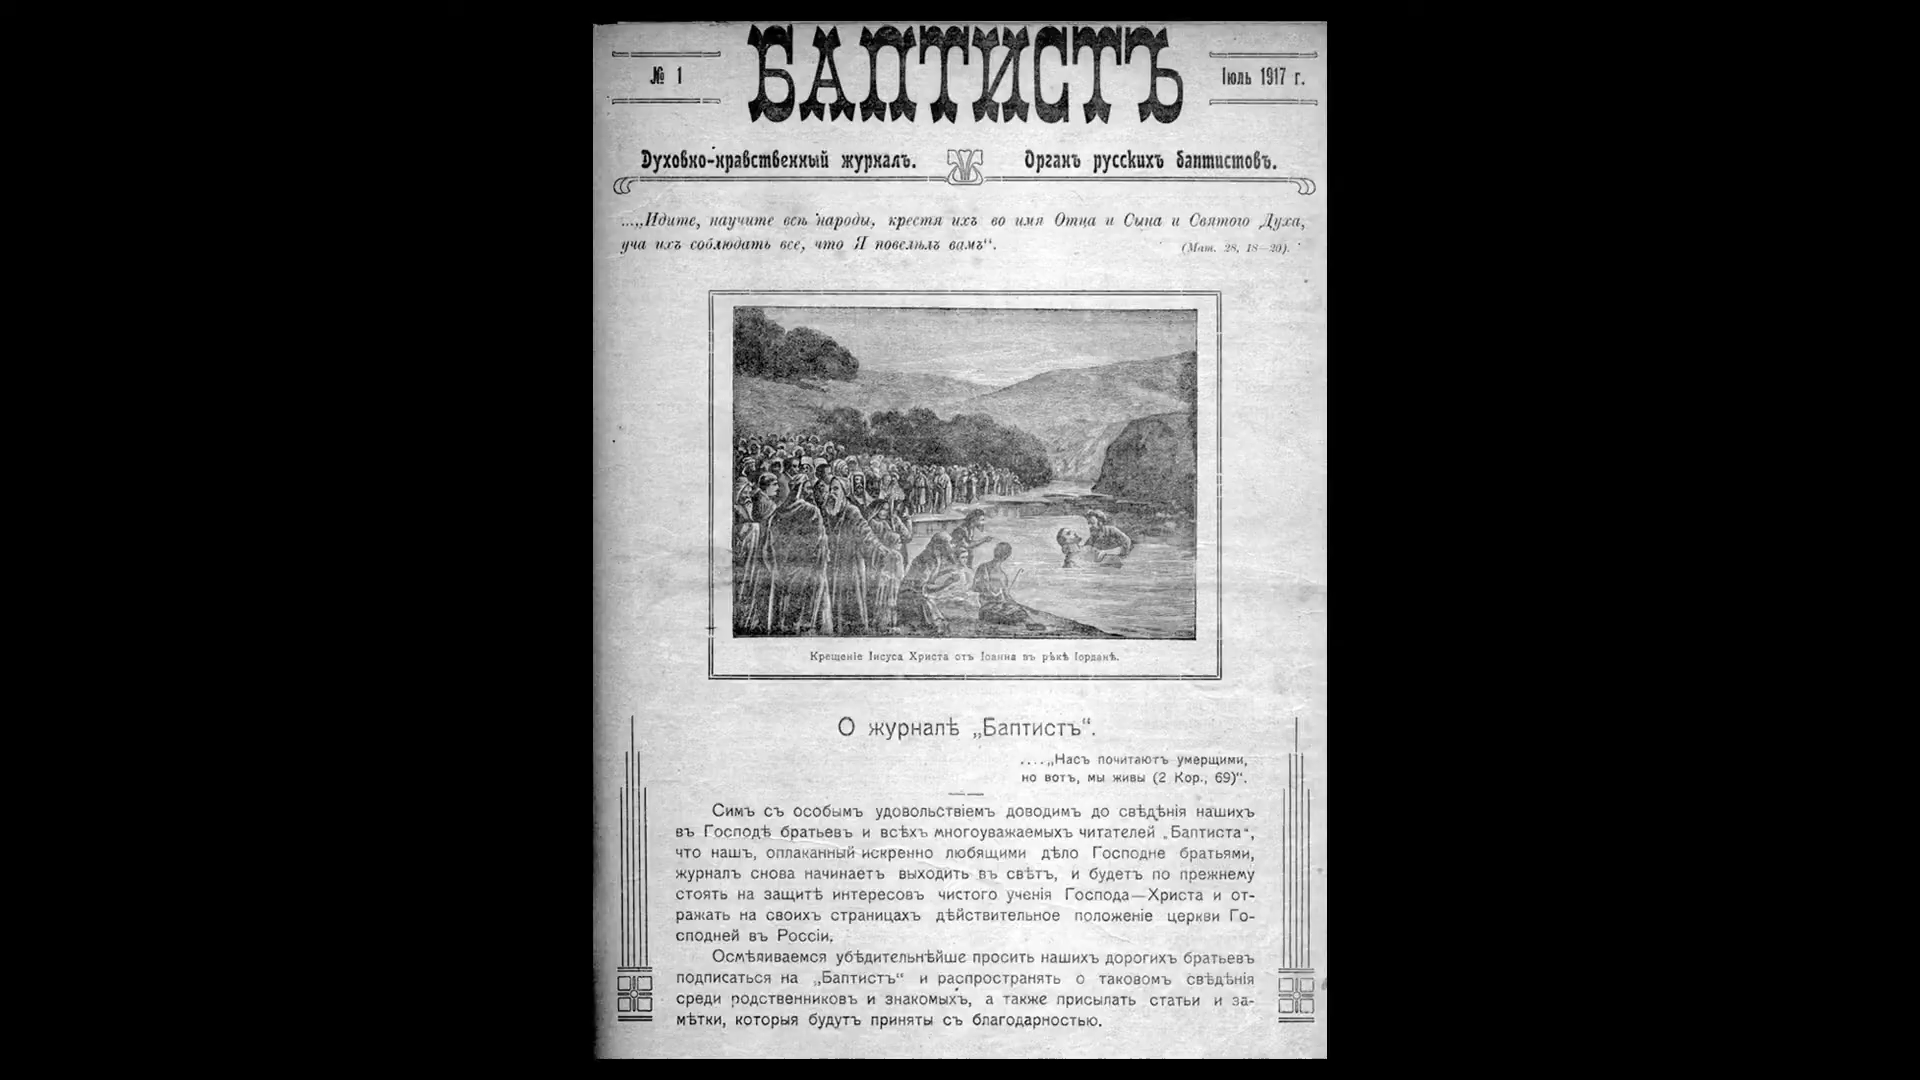 № 1
БАПТИСТЪ
Іюль 1917 г.
Духовно-нравственный журналъ.
Органъ русскихъ баптистовъ.
...„Идите, научите всѣ народы, крестя ихъ во имя Отца и Сына и Святого Духа,
уча ихъ соблюдать все, что Я повелѣлъ вамъ“.
(Мат. 28, 18—20).
Крещеніе Іисуса Христа отъ Іоанна въ рѣкѣ Іорданѣ.
О журналѣ „Баптистъ“.
....„Насъ почитаютъ умершими,
но вотъ, мы живы (2 Кор., 69)“.
Симъ съ особымъ удовольствіемъ доводимъ до свѣдѣнія нашихъ
въ Господѣ братьевъ и всѣхъ многоуважаемыхъ читателей „Баптиста“,
что нашъ, оплаканный искренно любящими дѣло Господне братьями,
журналъ снова начинаетъ выходить въ свѣтъ, и будетъ по прежнему
стоять на защитѣ интересовъ чистого ученія Господа—Христа и от-
ражать на своихъ страницахъ дѣйствительное положеніе церкви Го-
сподней въ Россіи.
Осмѣливаемся убѣдительнѣйше просить нашихъ дорогихъ братьевъ
подписаться на „Баптистъ“ и распространять о таковомъ свѣдѣнія
среди родственниковъ и знакомыхъ, а также присылать статьи и за-
мѣтки, которыя будутъ приняты съ благодарностью.